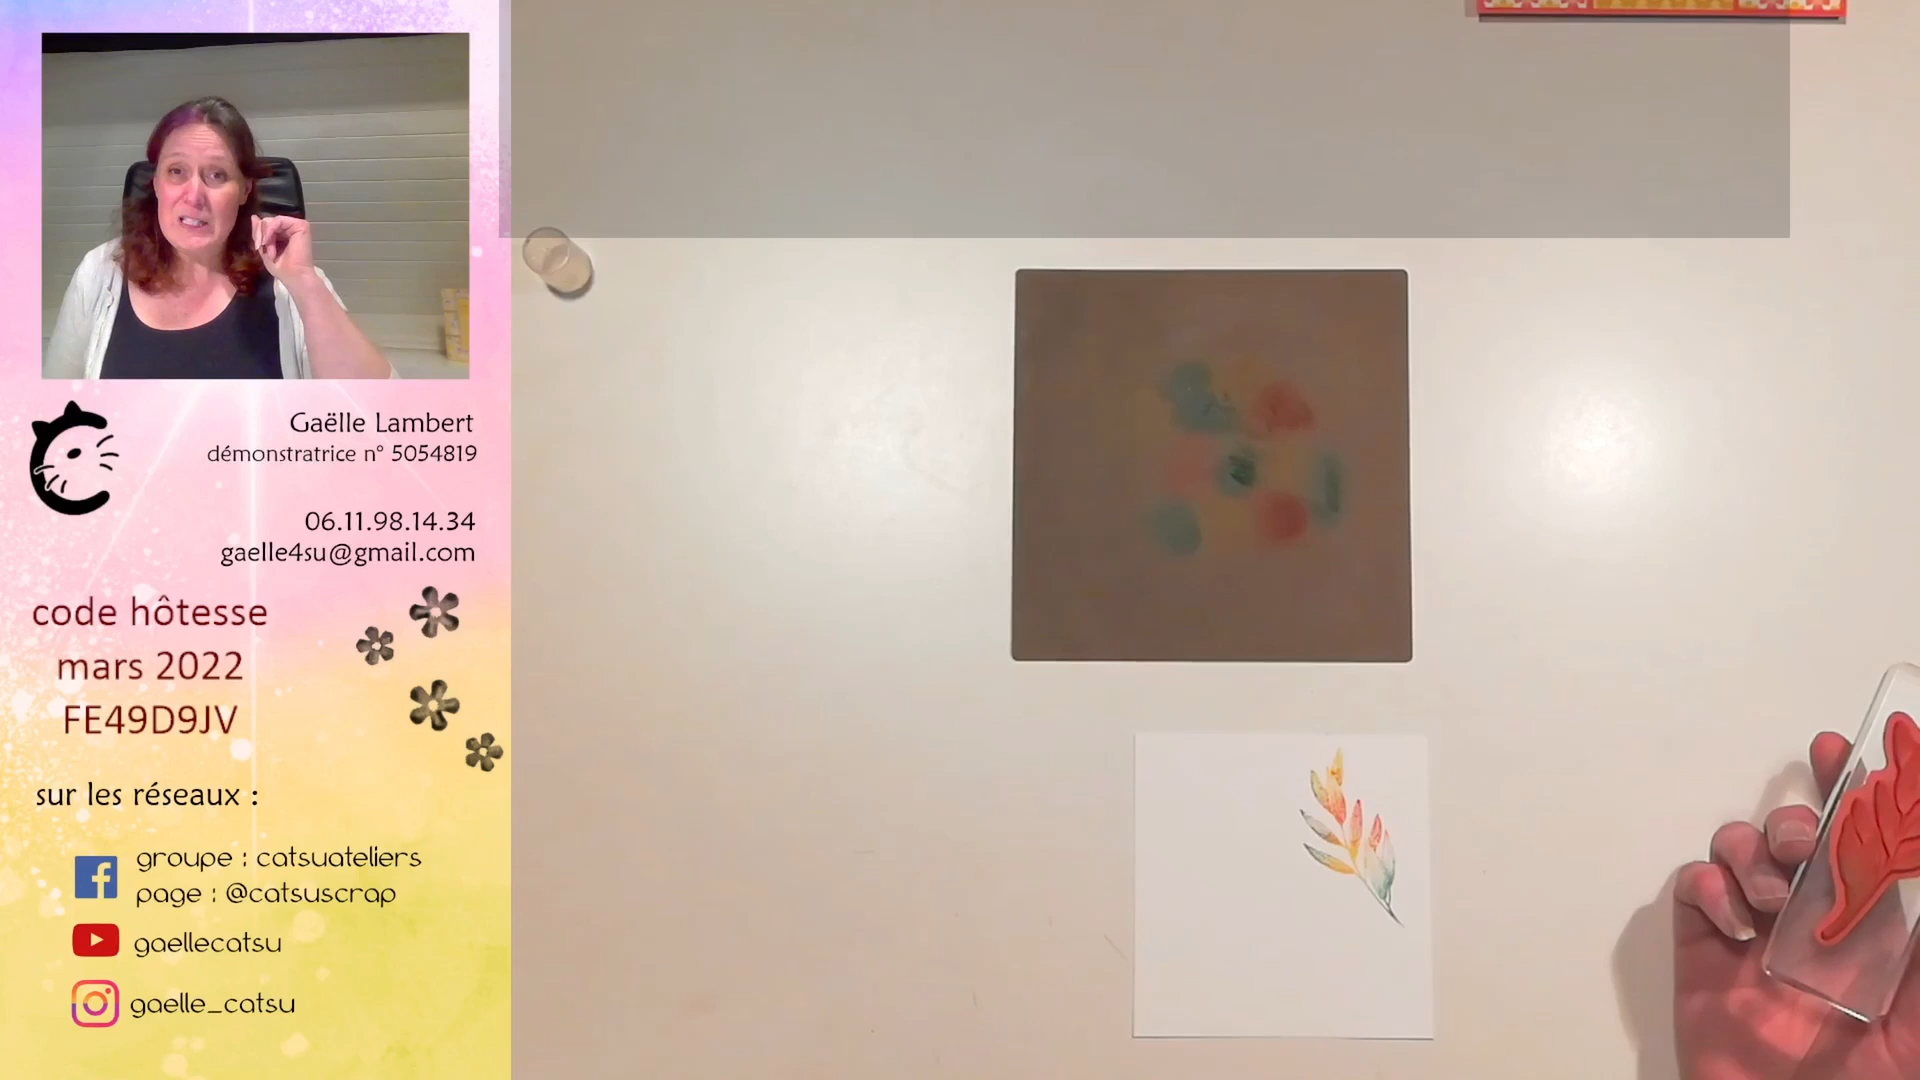 Gaëlle Lambert
démonstratrice n° 5054819
06.11.98.14.34
gaelle4su@gmail.com
code hôtesse
mars 2022
FE49D9JV
sur les réseaux :
groupe : catsuateliers
page : @catsuscrap
gaellecatsu
gaelle_catsu